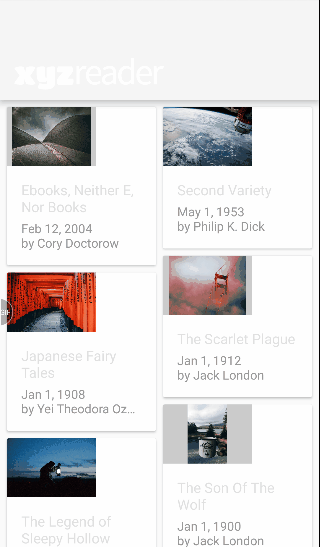 xyzreader
Ebooks, Neither E,
Nor Books
Feb 12, 2004
by Cory Doctorow
Second Variety
May 1, 1953
by Philip K. Dick
Japanese Fairy
Tales
Jan 1, 1908
by Yei Theodora Oz...
The Scarlet Plague
Jan 1, 1912
by Jack London
The Legend of
Sleepy Hollow
The Son Of The
Wolf
Jan 1, 1900
by Jack London
GIF